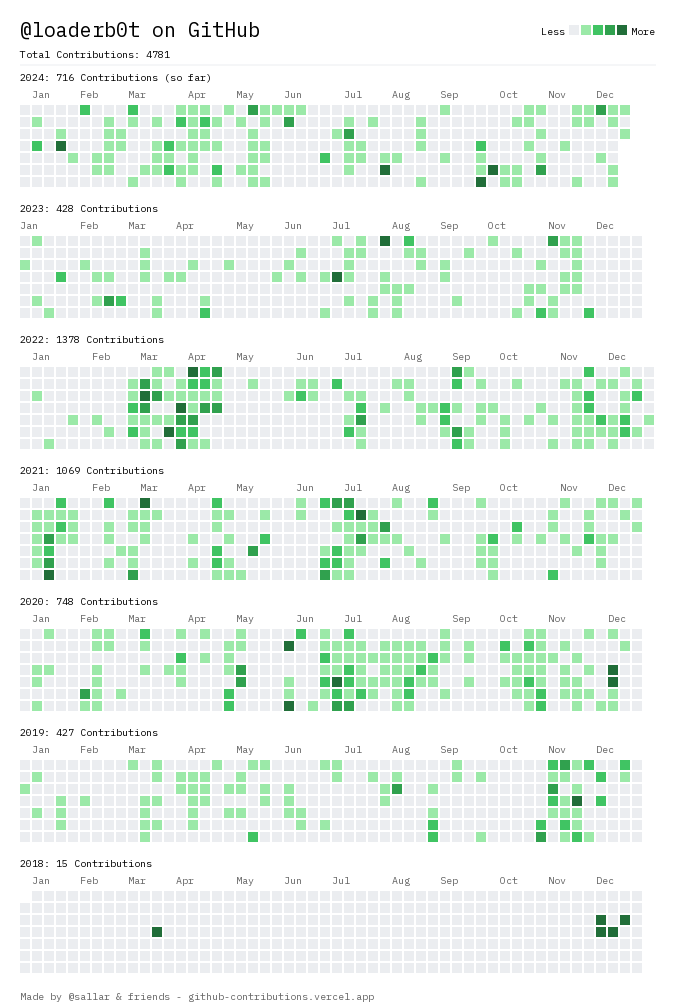 @loaderb0t on GitHub
Less More
Total Contributions: 4781
2024: 716 Contributions (so far)
Jan Feb Mar Apr May Jun Jul Aug Sep Oct Nov Dec
2023: 428 Contributions
Jan Feb Mar Apr May Jun Jul Aug Sep Oct Nov Dec
2022: 1378 Contributions
Jan Feb Mar Apr May Jun Jul Aug Sep Oct Nov Dec
2021: 1069 Contributions
Jan Feb Mar Apr May Jun Jul Aug Sep Oct Nov Dec
2020: 748 Contributions
Jan Feb Mar Apr May Jun Jul Aug Sep Oct Nov Dec
2019: 427 Contributions
Jan Feb Mar Apr May Jun Jul Aug Sep Oct Nov Dec
2018: 15 Contributions
Jan Feb Mar Apr May Jun Jul Aug Sep Oct Nov Dec
Made by @sallar & friends - github-contributions.vercel.app